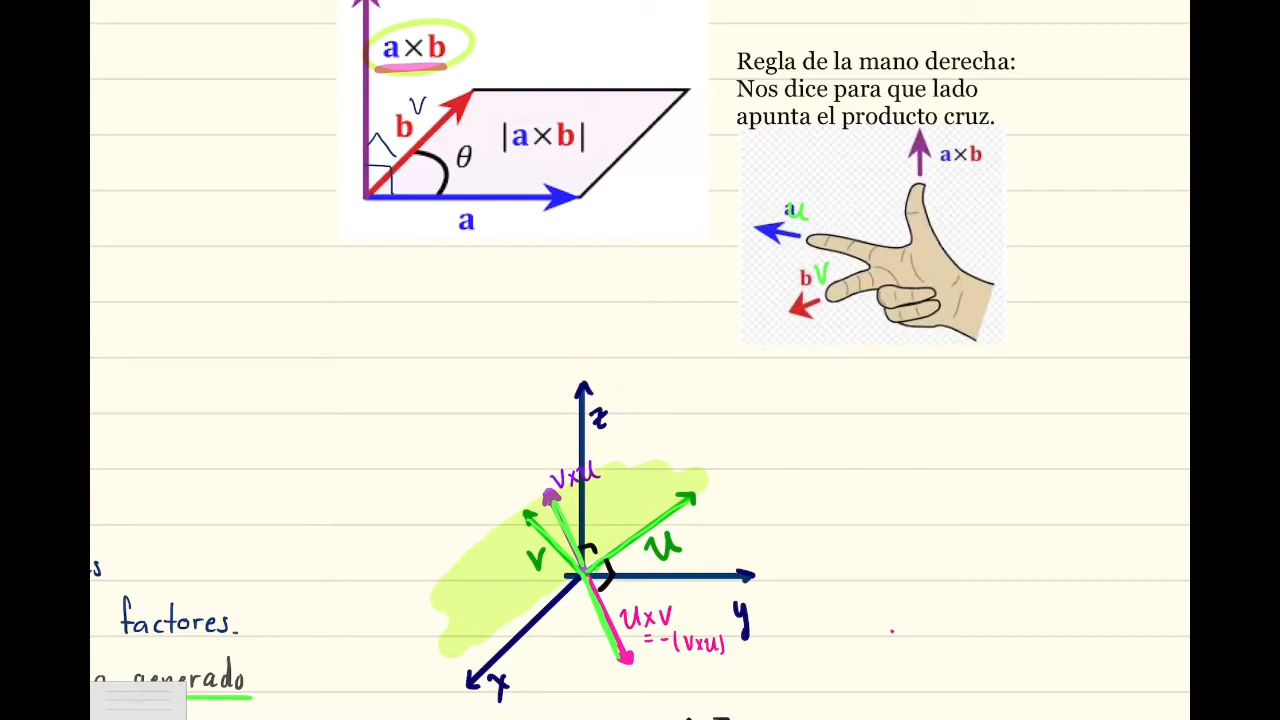 a×b
v
b
θ
|a×b|
a
Regla de la mano derecha:
Nos dice para que lado
apunta el producto cruz.
a×b
u
b v
z
v×u
v
u
u×v
= -(v×u)
y
x
factores.
generado